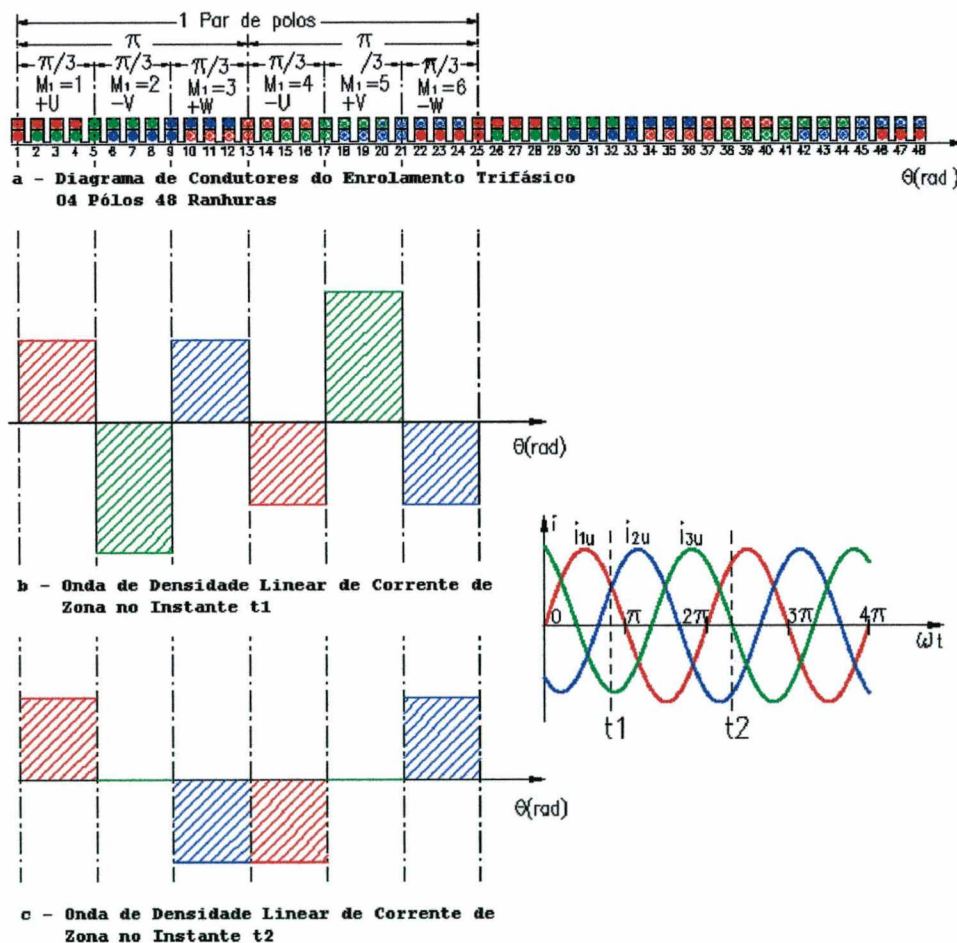 1 Par de polos
π π
π/3 π/3 π/3 π/3 /3 π/3
M₁=1 M₁=2 M₁=3 M₁=4 M₁=5 M₁=6
+U −V +W −U +V −W
1 2 3 4 5 6 7 8 9 10 11 12 13 14 15 16 17 18 19 20 21 22 23 24 25 26 27 28 29 30 31 32 33 34 35 36 37 38 39 40 41 42 43 44 45 46 47 48
θ(rad)
a - Diagrama de Condutores do Enrolamento Trifásico
04 Pólos 48 Ranhuras
θ(rad)
b - Onda de Densidade Linear de Corrente de
Zona no Instante t1
i i1u i2u i3u
0 π 2π 3π 4π
ωt
t1 t2
θ(rad)
c - Onda de Densidade Linear de Corrente de
Zona no Instante t2